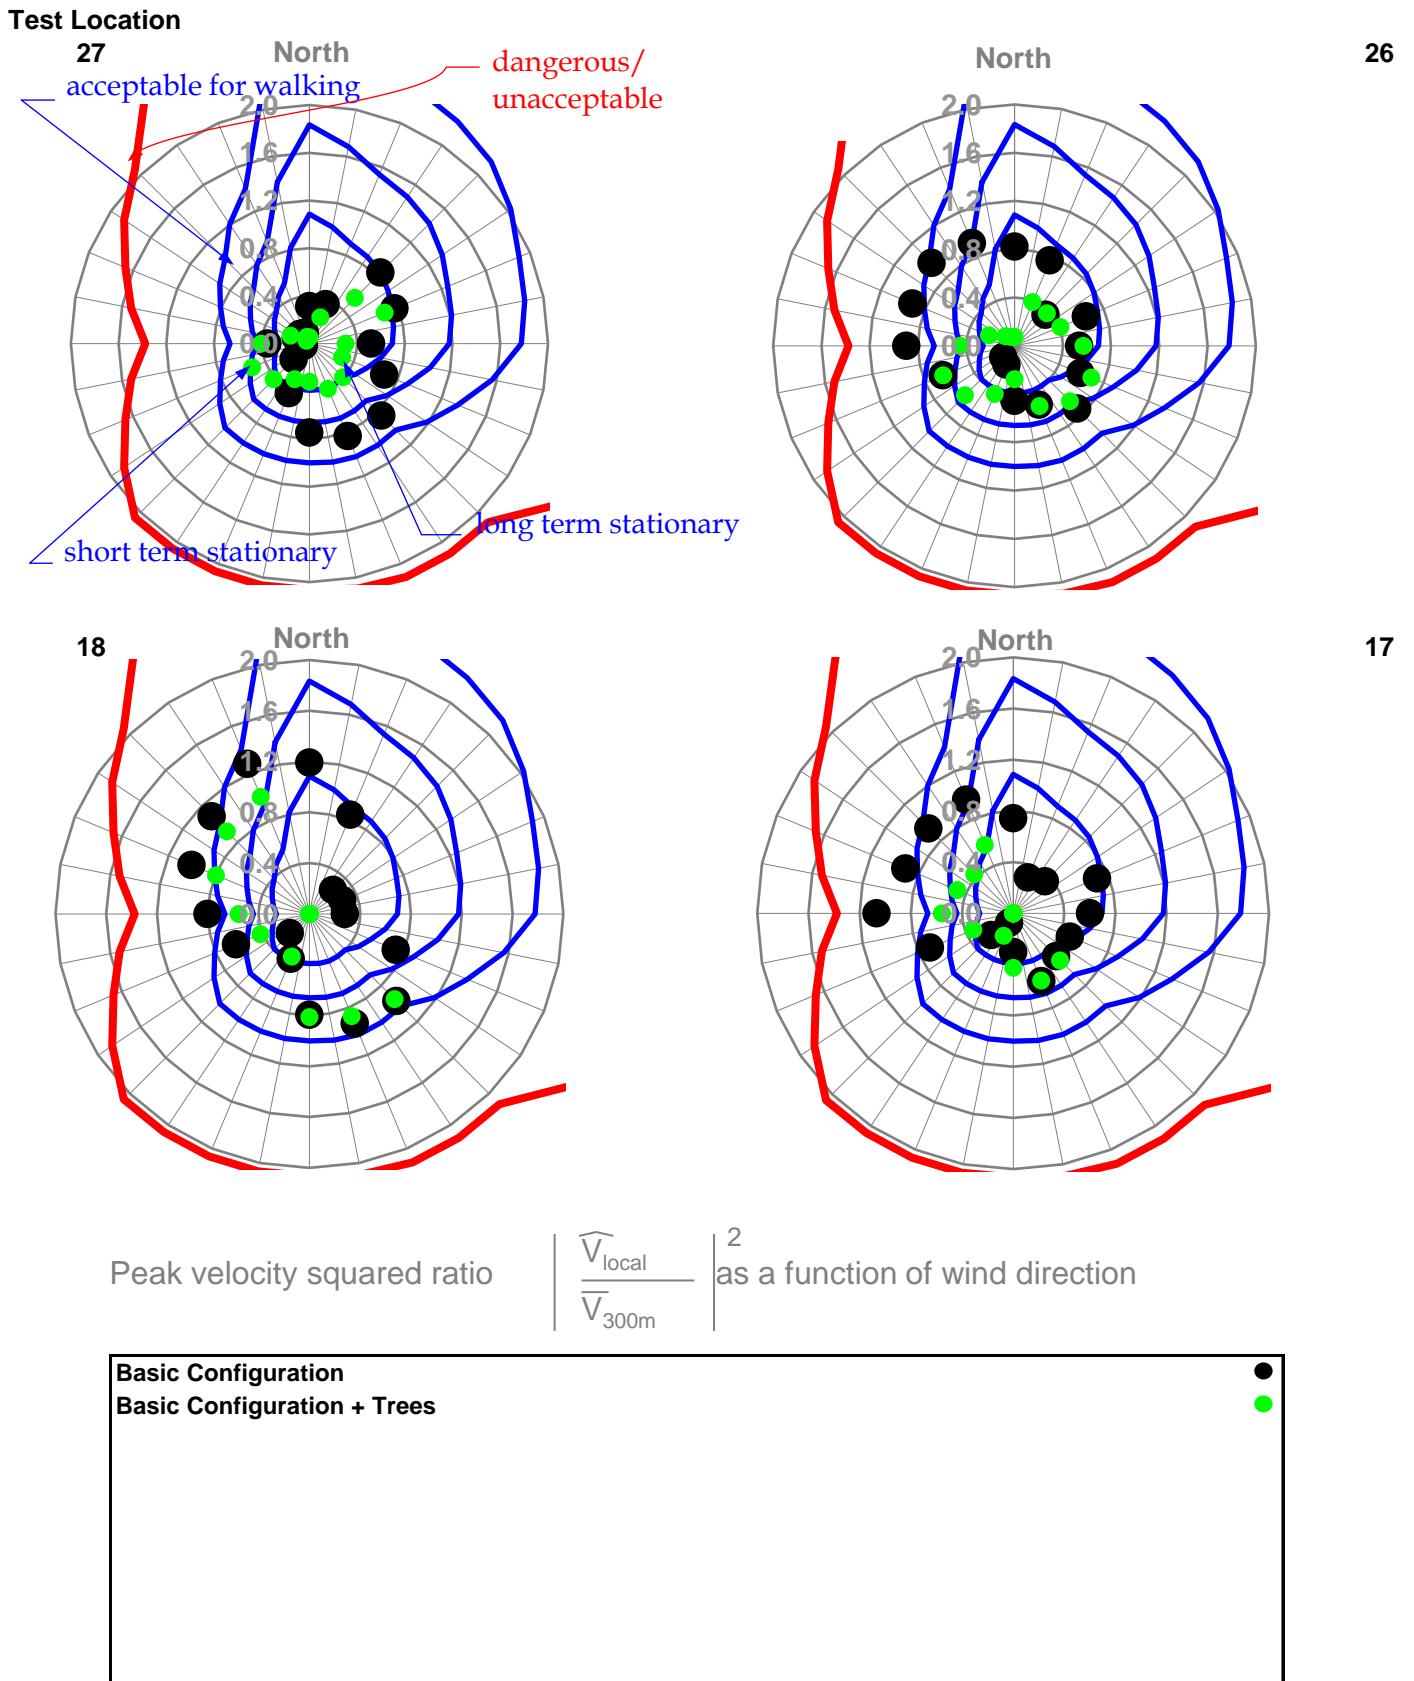 Test Location
27
North
26
North
acceptable for walking
dangerous/
unacceptable
2.0
1.6
1.2
0.8
0.4
0.0
2.0
1.6
1.2
0.8
0.4
0.0
short term stationary
long term stationary
18
North
17
North
2.0
1.6
1.2
0.8
0.4
0.0
2.0
1.6
1.2
0.8
0.4
0.0
Peak velocity squared ratio | V̂local / V̅300m |2 as a function of wind direction
Basic Configuration
Basic Configuration + Trees